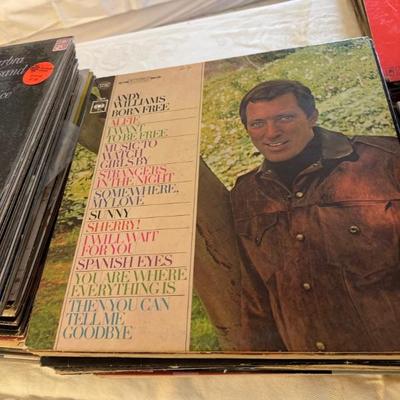 ANDY
WILLIAMS
BORN FREE
ALFIE
I WANT
TO BE FREE
MUSIC TO
WATCH
GIRLS BY
STRANGERS
IN THE NIGHT
SOMEWHERE,
MY LOVE
SUNNY
SHERRY!
I WILL WAIT
FOR YOU
SPANISH EYES
YOU ARE WHERE
EVERYTHING IS
THEN YOU CAN
TELL ME
GOODBYE